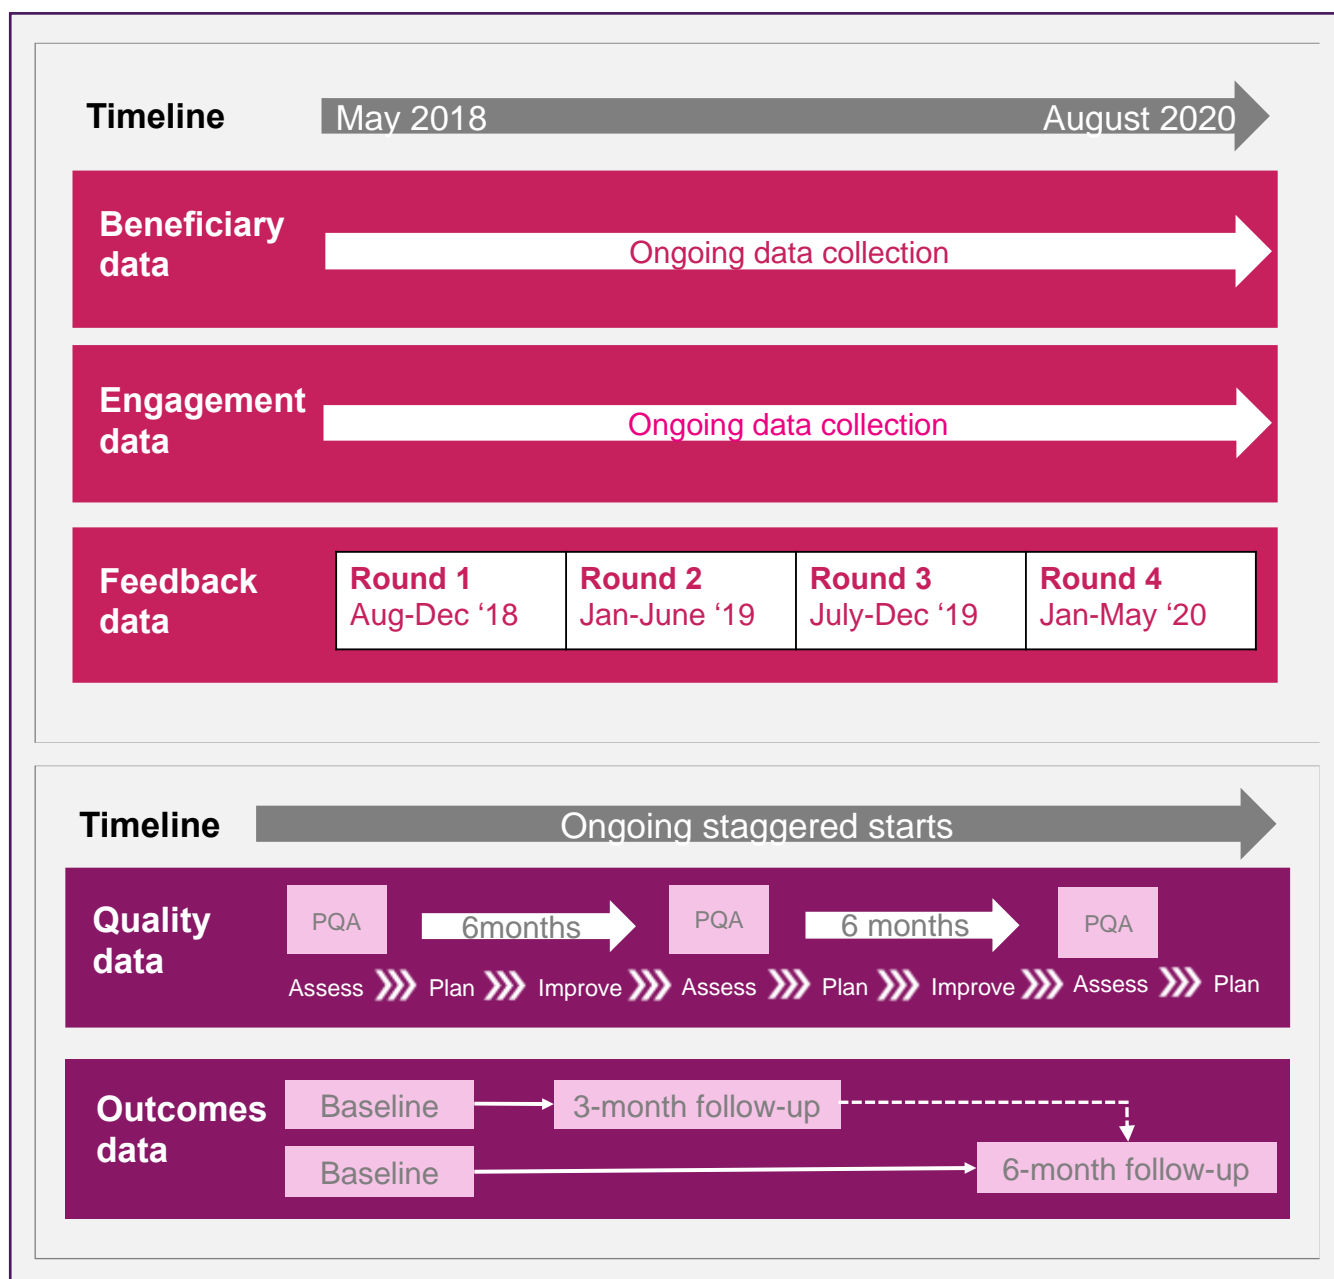 Timeline
May 2018
August 2020
Beneficiary
data
Ongoing data collection
Engagement
data
Ongoing data collection
Feedback
data
Round 1
Aug-Dec ‘18
Round 2
Jan-June ‘19
Round 3
July-Dec ‘19
Round 4
Jan-May ‘20
Timeline
Ongoing staggered starts
Quality
data
PQA
6months
PQA
6 months
PQA
Assess
Plan
Improve
Assess
Plan
Improve
Assess
Plan
Outcomes
data
Baseline
3-month follow-up
Baseline
6-month follow-up